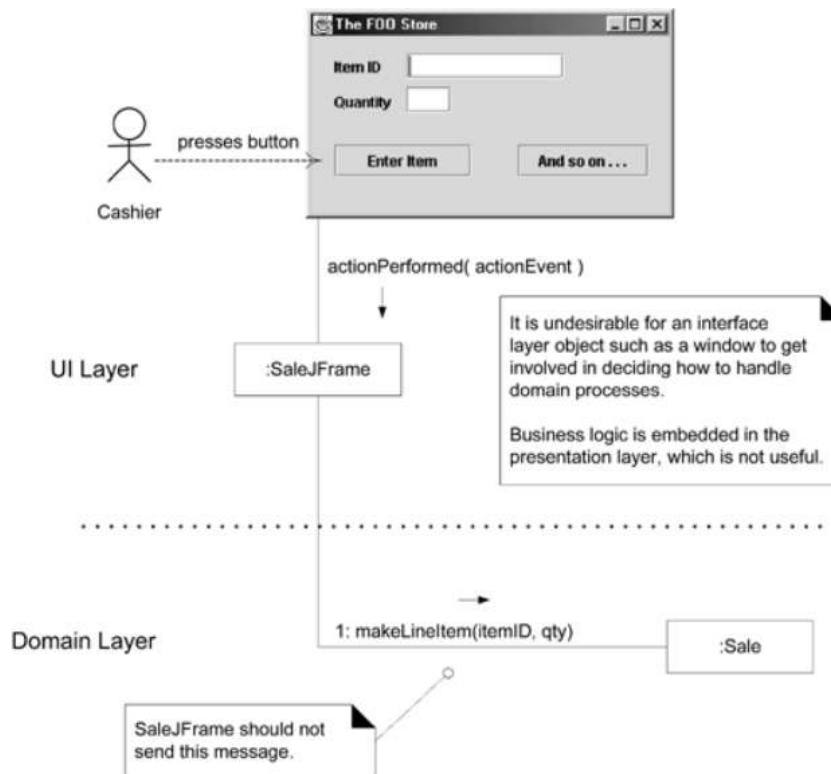 The FOO Store
Item ID
Quantity
presses button
Enter Item
And so on . . .
Cashier
actionPerformed( actionEvent )
UI Layer
:SaleJFrame
It is undesirable for an interface
layer object such as a window to get
involved in deciding how to handle
domain processes.
Business logic is embedded in the
presentation layer, which is not useful.
Domain Layer
1: makeLineItem(itemID, qty)
:Sale
SaleJFrame should not
send this message.